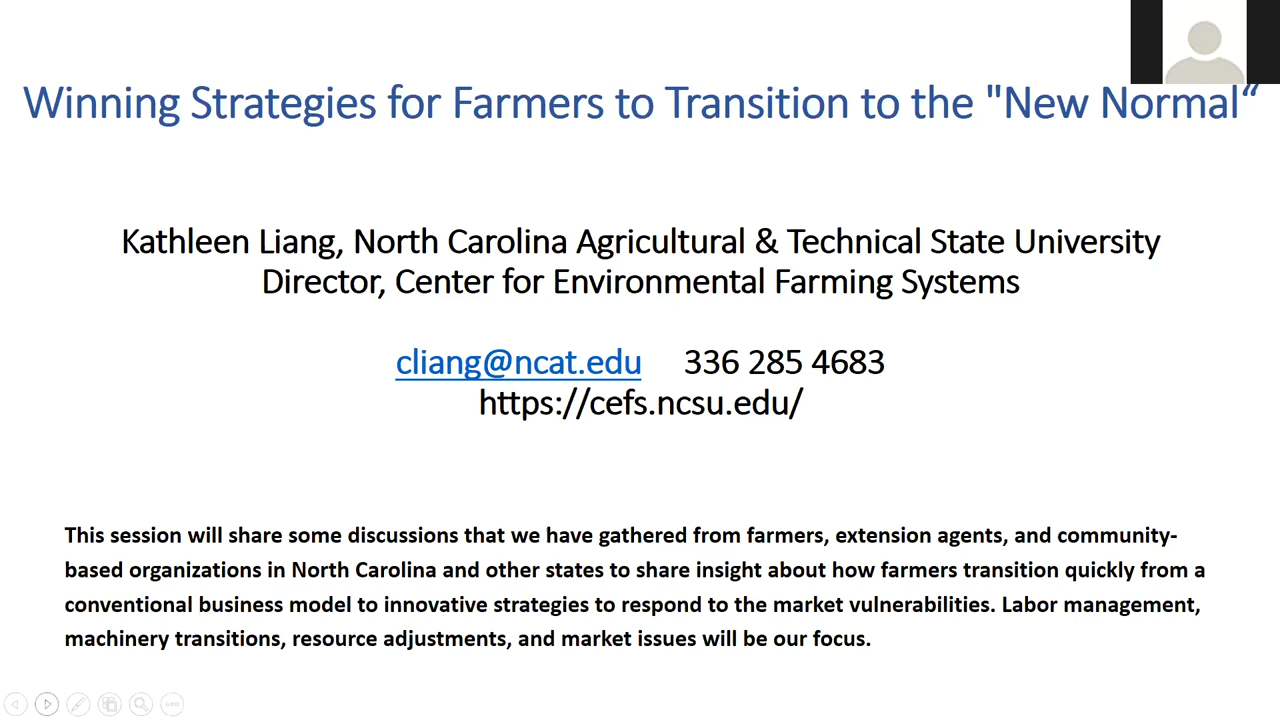 Winning Strategies for Farmers to Transition to the "New Normal“
Kathleen Liang, North Carolina Agricultural & Technical State University
Director, Center for Environmental Farming Systems
cliang@ncat.edu 336 285 4683
https://cefs.ncsu.edu/
This session will share some discussions that we have gathered from farmers, extension agents, and community-
based organizations in North Carolina and other states to share insight about how farmers transition quickly from a
conventional business model to innovative strategies to respond to the market vulnerabilities. Labor management,
machinery transitions, resource adjustments, and market issues will be our focus.